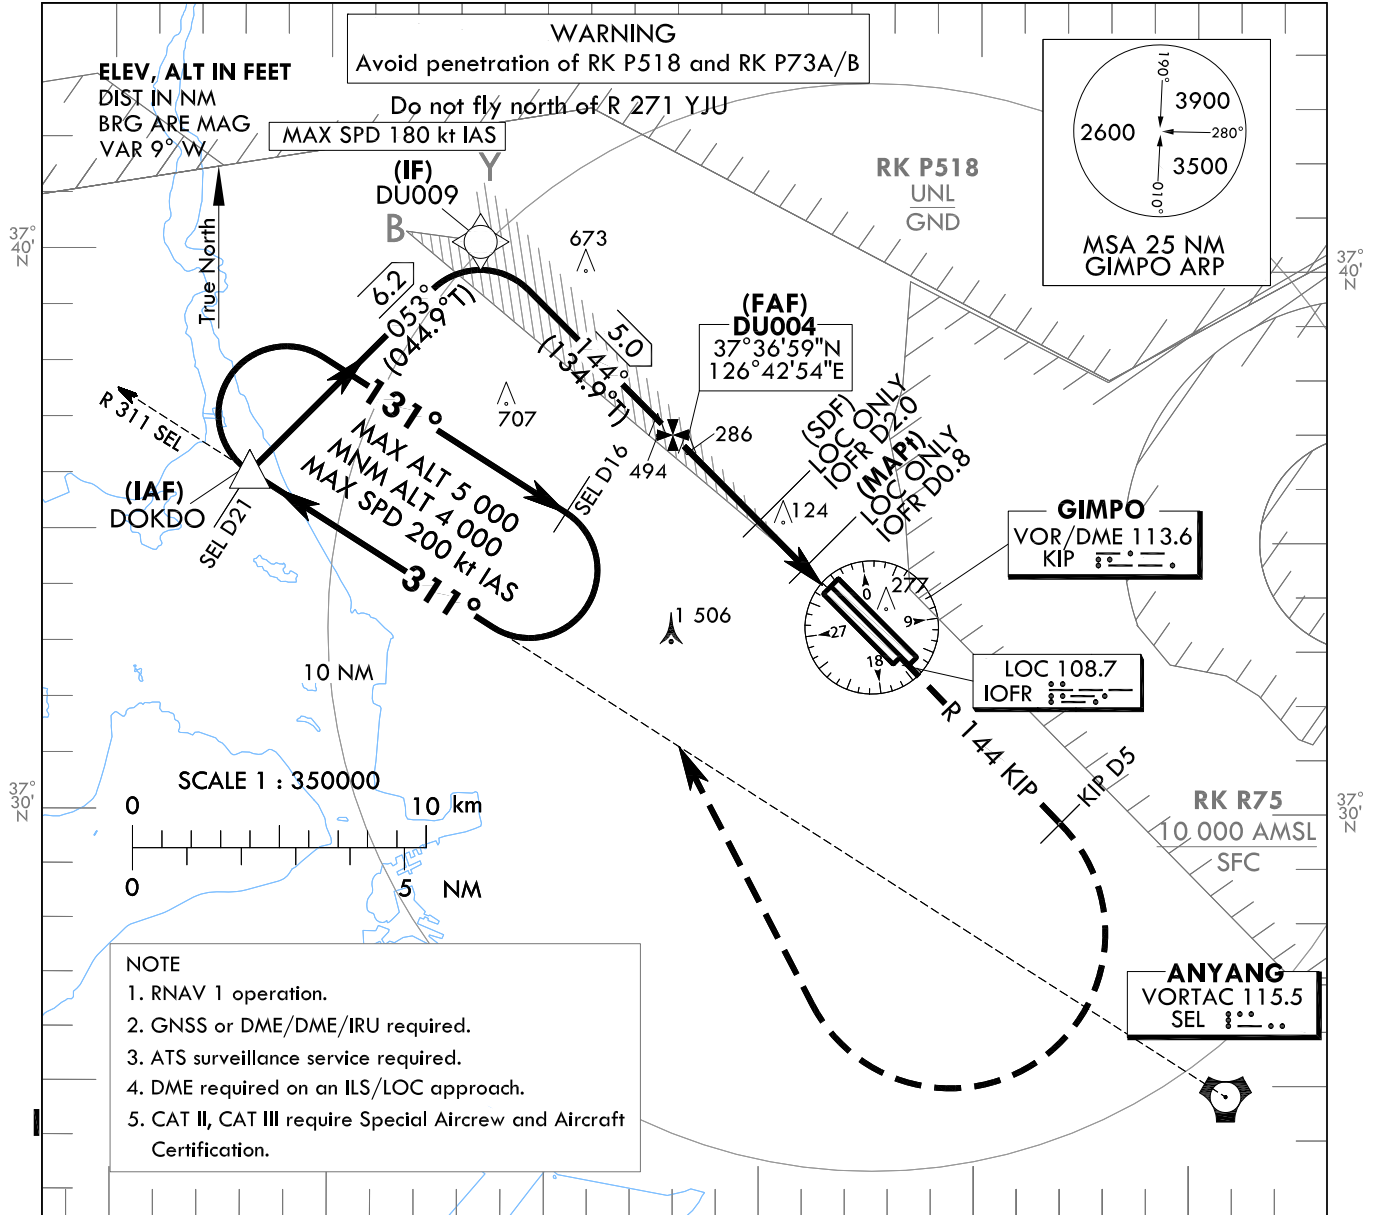 WARNING
Avoid penetration of RK P518 and RK P73A/B
Do not fly north of R 271 YJU
MAX SPD 180 kt IAS
ELEV, ALT IN FEET
DIST IN NM
BRG ARE MAG
VAR 9° W
True North
190°
3900
2600
280°
3500
010°
MSA 25 NM
GIMPO ARP
RK P518
UNL
GND
(IF)
DU009
Y
B
37°
40'
N
37°
40'
N
673
6.2
053°
(044.9°T)
5.0
144°
(134.9°T)
(FAF)
DU004
37°36'59"N
126°42'54"E
707
286
494
124
(SDF)
LOC ONLY
IOFR D2.0
(MAPt)
LOC ONLY
IOFR D0.8
R 311 SEL
131°
MAX ALT 5 000
MNM ALT 4 000
MAX SPD 200 kt IAS
311°
SEL D16
(IAF)
DOKDO
SEL D21
GIMPO
VOR/DME 113.6
KIP
277
0
9
18
27
1 506
LOC 108.7
IOFR
10 NM
R 144 KIP
KIP D5
SCALE 1 : 350000
0
10 km
0
5 NM
37°
30'
N
37°
30'
N
RK R75
10 000 AMSL
SFC
ANYANG
VORTAC 115.5
SEL
NOTE
1. RNAV 1 operation.
2. GNSS or DME/DME/IRU required.
3. ATS surveillance service required.
4. DME required on an ILS/LOC approach.
5. CAT II, CAT III require Special Aircrew and Aircraft
Certification.